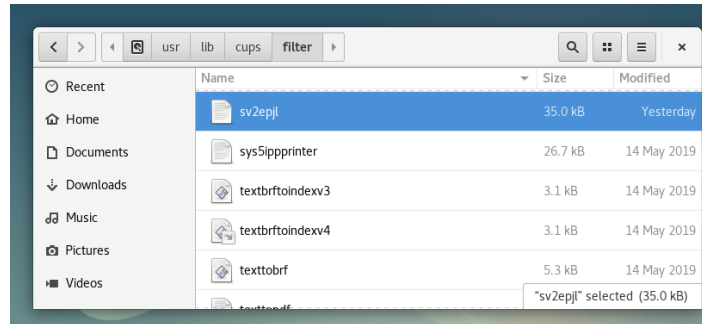 usr lib cups filter
Name Size Modified
Recent
Home
Documents
Downloads
Music
Pictures
Videos
sv2epjl 35.0 kB Yesterday
sys5ippprinter 26.7 kB 14 May 2019
textbrftoindexv3 3.1 kB 14 May 2019
textbrftoindexv4 3.1 kB 14 May 2019
texttobrf 5.3 kB 14 May 2019
"sv2epjl" selected (35.0 kB)